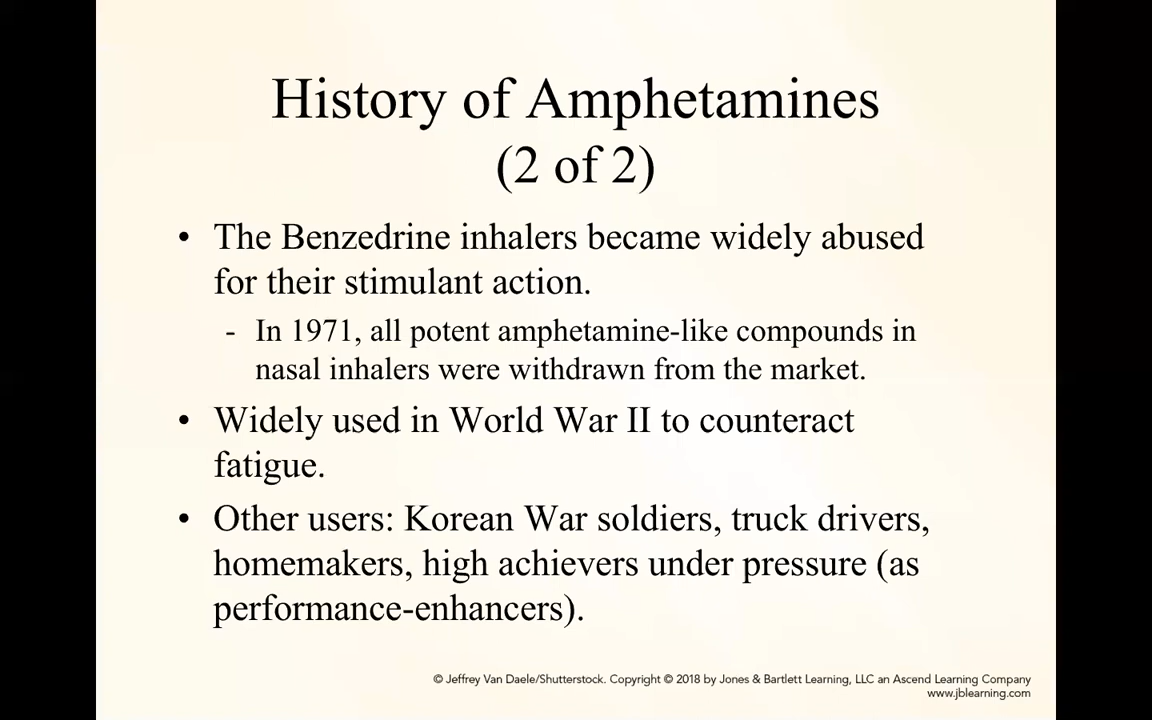 History of Amphetamines
(2 of 2)
• The Benzedrine inhalers became widely abused
for their stimulant action.
- In 1971, all potent amphetamine-like compounds in
nasal inhalers were withdrawn from the market.
• Widely used in World War II to counteract
fatigue.
• Other users: Korean War soldiers, truck drivers,
homemakers, high achievers under pressure (as
performance-enhancers).
© Jeffrey Van Daele/Shutterstock. Copyright © 2018 by Jones & Bartlett Learning, LLC an Ascend Learning Company
www.jblearning.com